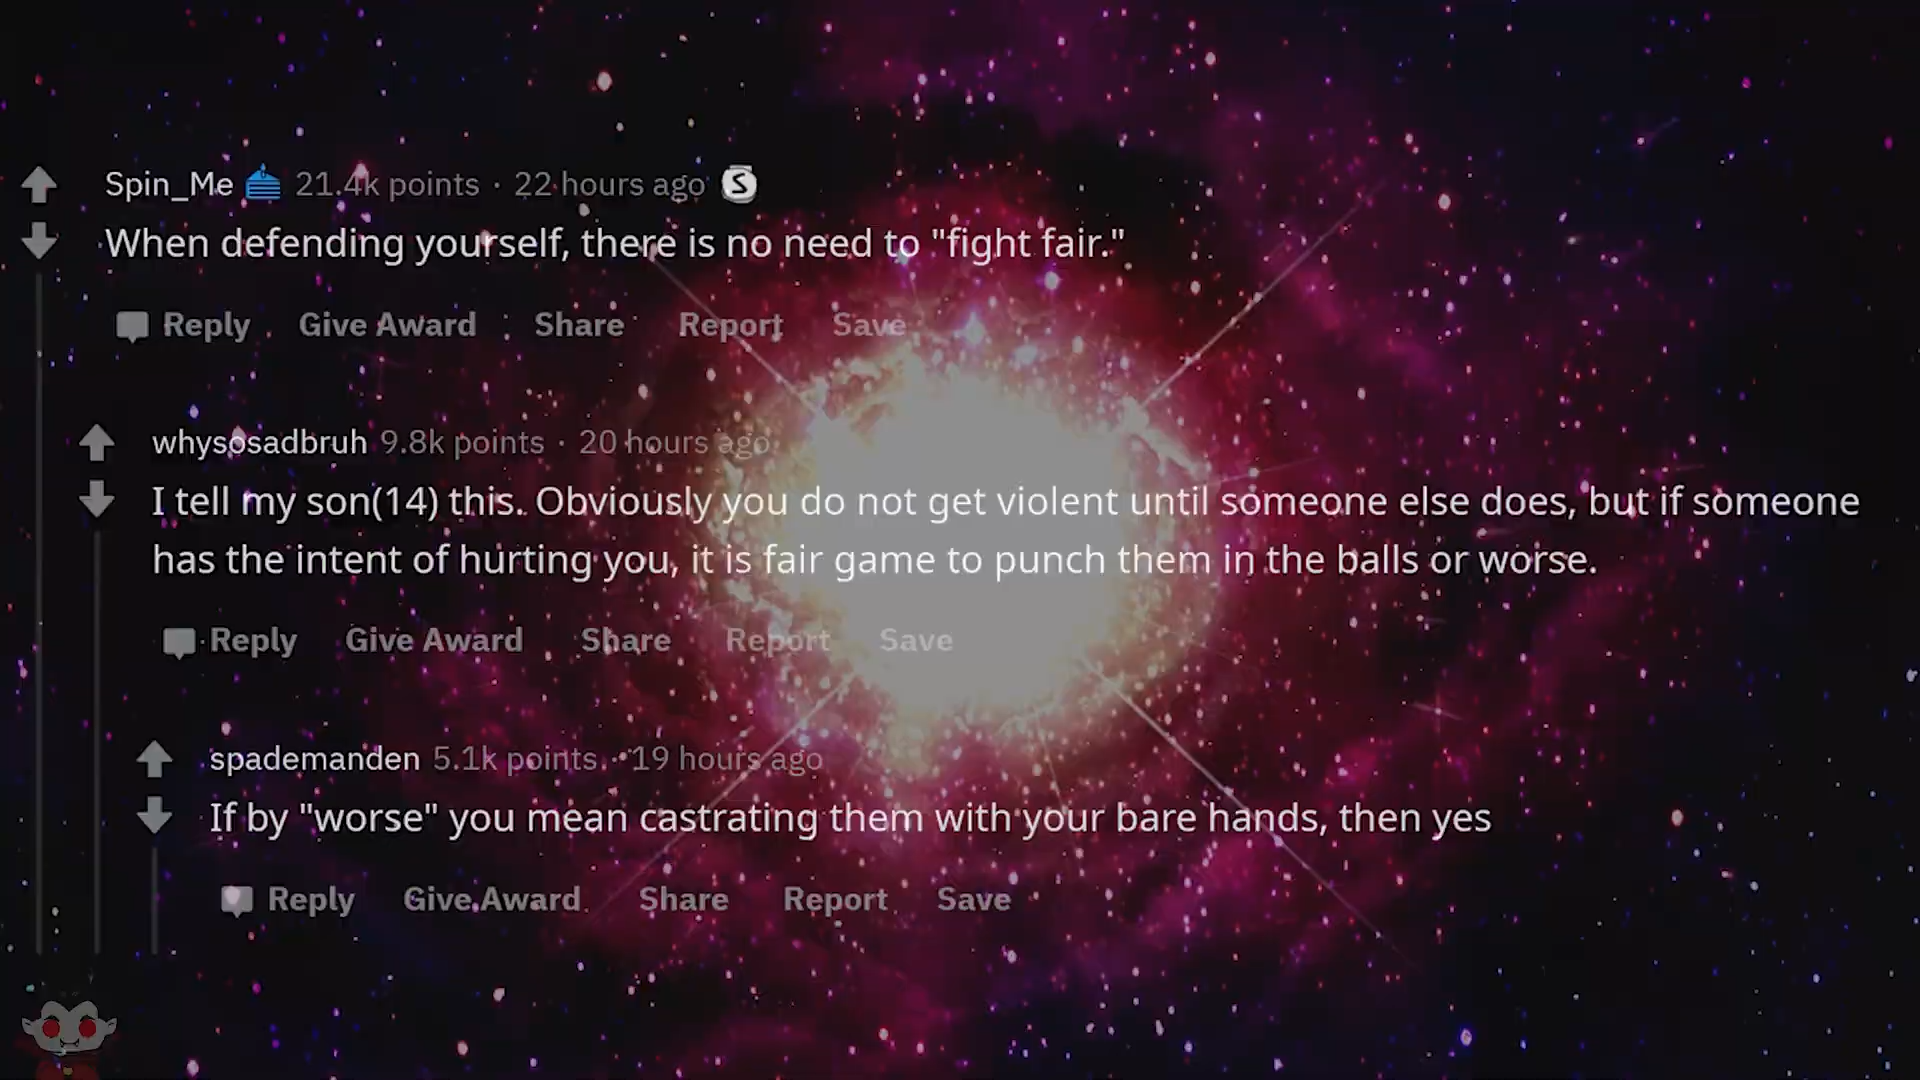 Spin_Me 21.4k points · 22 hours ago S
When defending yourself, there is no need to "fight fair."
Reply Give Award Share Report Save
whysosadbruh 9.8k points · 20 hours ago
I tell my son(14) this. Obviously you do not get violent until someone else does, but if someone
has the intent of hurting you, it is fair game to punch them in the balls or worse.
Reply Give Award Share Report Save
spademanden 5.1k points · 19 hours ago
If by "worse" you mean castrating them with your bare hands, then yes
Reply Give Award Share Report Save